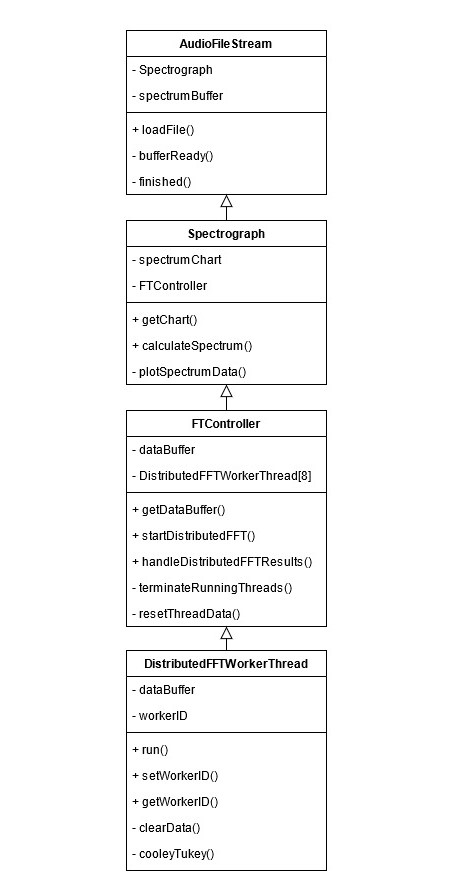 AudioFileStream
- Spectrograph
- spectrumBuffer
+ loadFile()
- bufferReady()
- finished()
Spectrograph
- spectrumChart
- FTController
+ getChart()
+ calculateSpectrum()
- plotSpectrumData()
FTController
- dataBuffer
- DistributedFFTWorkerThread[8]
+ getDataBuffer()
+ startDistributedFFT()
+ handleDistributedFFTResults()
- terminateRunningThreads()
- resetThreadData()
DistributedFFTWorkerThread
- dataBuffer
- workerID
+ run()
+ setWorkerID()
+ getWorkerID()
- clearData()
- cooleyTukey()